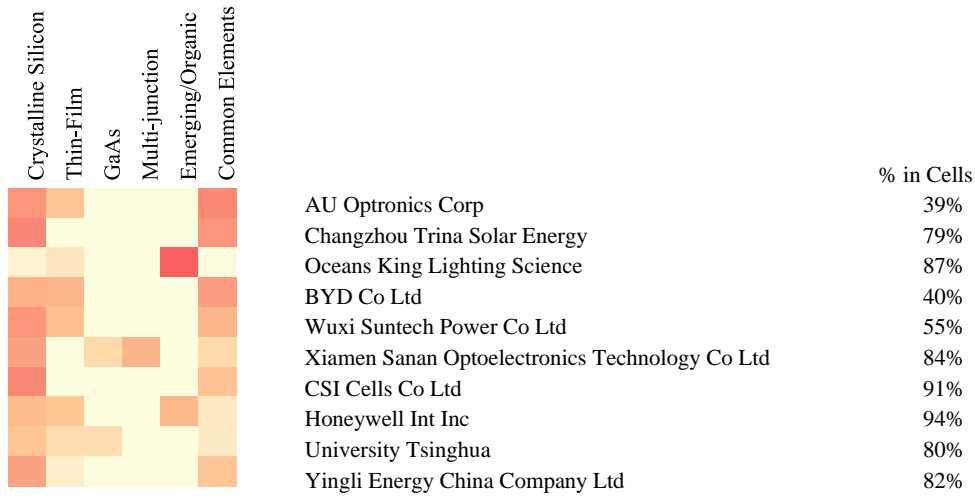 Crystalline Silicon
Thin-Film
GaAs
Multi-junction
Emerging/Organic
Common Elements
% in Cells
AU Optronics Corp 39%
Changzhou Trina Solar Energy 79%
Oceans King Lighting Science 87%
BYD Co Ltd 40%
Wuxi Suntech Power Co Ltd 55%
Xiamen Sanan Optoelectronics Technology Co Ltd 84%
CSI Cells Co Ltd 91%
Honeywell Int Inc 94%
University Tsinghua 80%
Yingli Energy China Company Ltd 82%